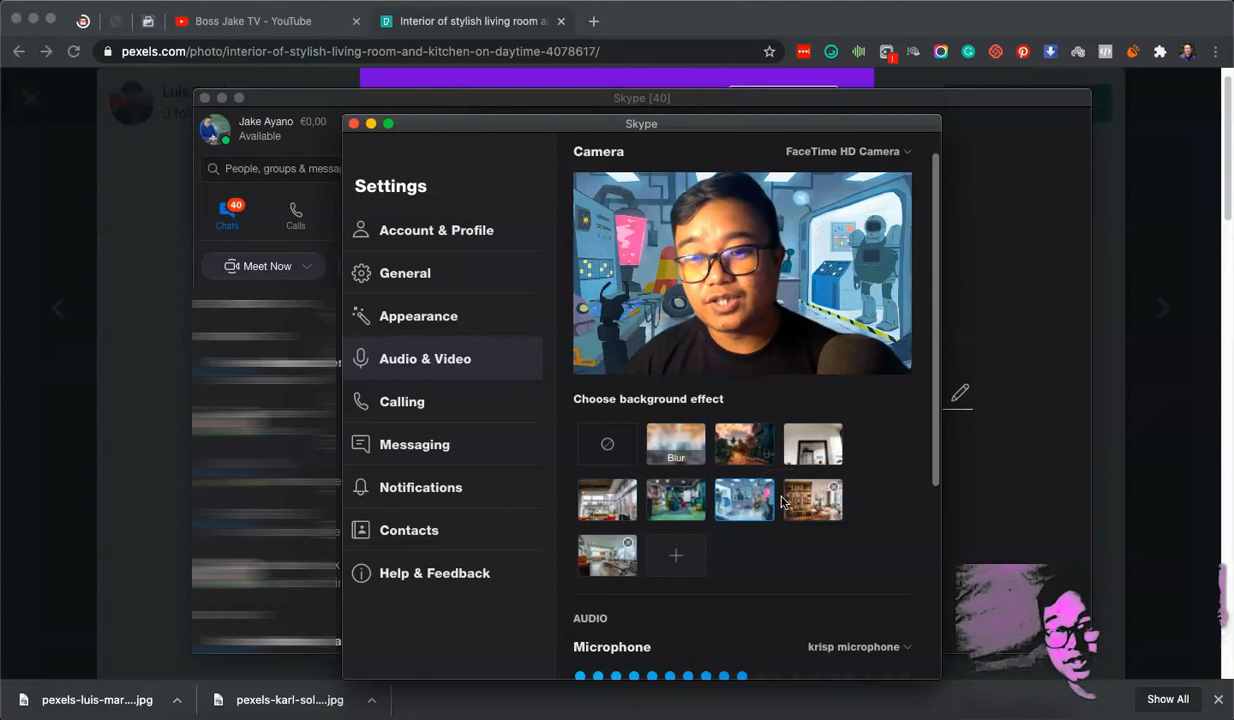 Boss Jake TV - YouTube
Interior of stylish living room an
pexels.com/photo/interior-of-stylish-living-room-and-kitchen-on-daytime-4078617/
Luis
Skype [40]
Jake Ayano €0,00
Available
People, groups & messa
40
Chats
Calls
Meet Now
Skype
Settings
Account & Profile
General
Appearance
Audio & Video
Calling
Messaging
Notifications
Contacts
Help & Feedback
Camera
FaceTime HD Camera
Choose background effect
Blur
AUDIO
Microphone
krisp microphone
pexels-luis-mar....jpg
pexels-karl-sol....jpg
Show All